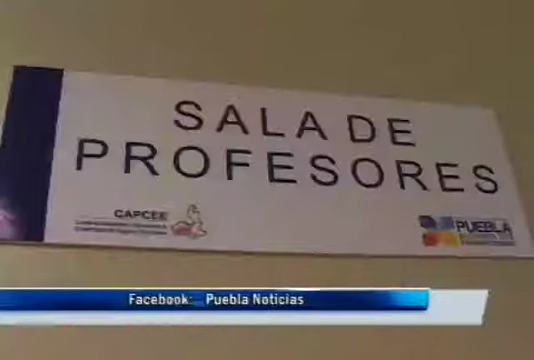 SALA DE
PROFESORES
CAPCEE
PUEBLA
Facebook: Puebla Noticias